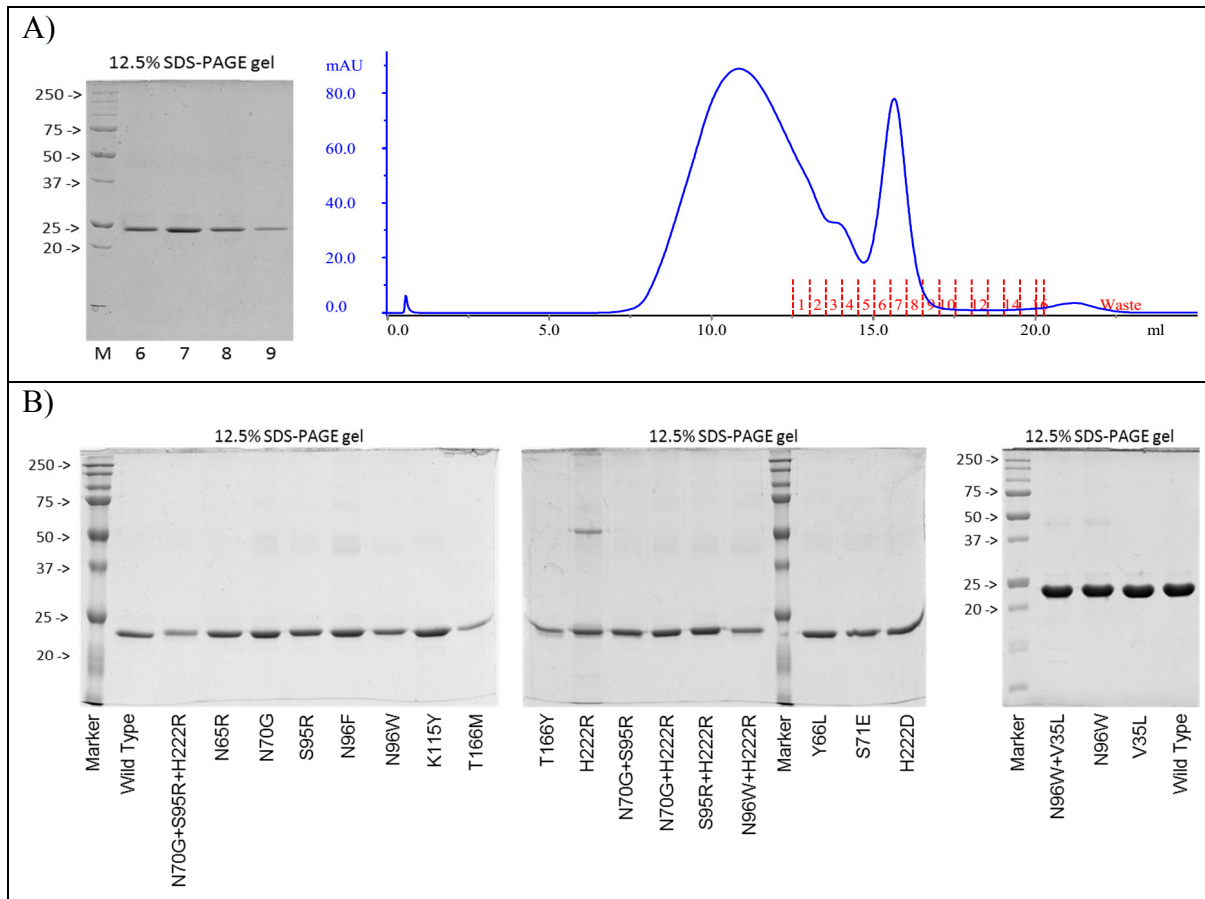 A)
12.5% SDS-PAGE gel
250 ->
75 ->
50 ->
37 ->
25 ->
20 ->
M 6 7 8 9
mAU
80.0
60.0
40.0
20.0
0.0
1 2 3 4 5 6 7 8 9 10 12 14 16 Waste
0.0 5.0 10.0 15.0 20.0 ml
B)
12.5% SDS-PAGE gel
250 ->
75 ->
50 ->
37 ->
25 ->
20 ->
Marker
Wild Type
N70G+S95R+H222R
N65R
N70G
S95R
N96F
N96W
K115Y
T166M
12.5% SDS-PAGE gel
T166Y
H222R
N70G+S95R
N70G+H222R
S95R+H222R
N96W+H222R
Marker
Y66L
S71E
H222D
12.5% SDS-PAGE gel
250 ->
75 ->
50 ->
37 ->
25 ->
20 ->
Marker
N96W+V35L
N96W
V35L
Wild Type